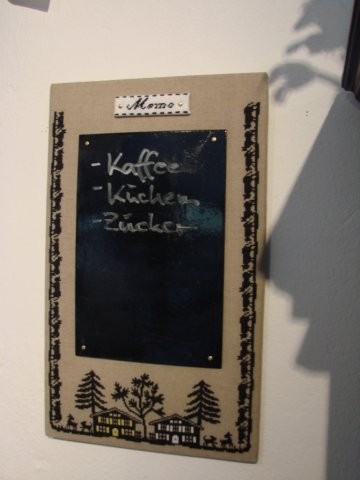 Memo
- Kaffee
- Kuchen
- Zucker